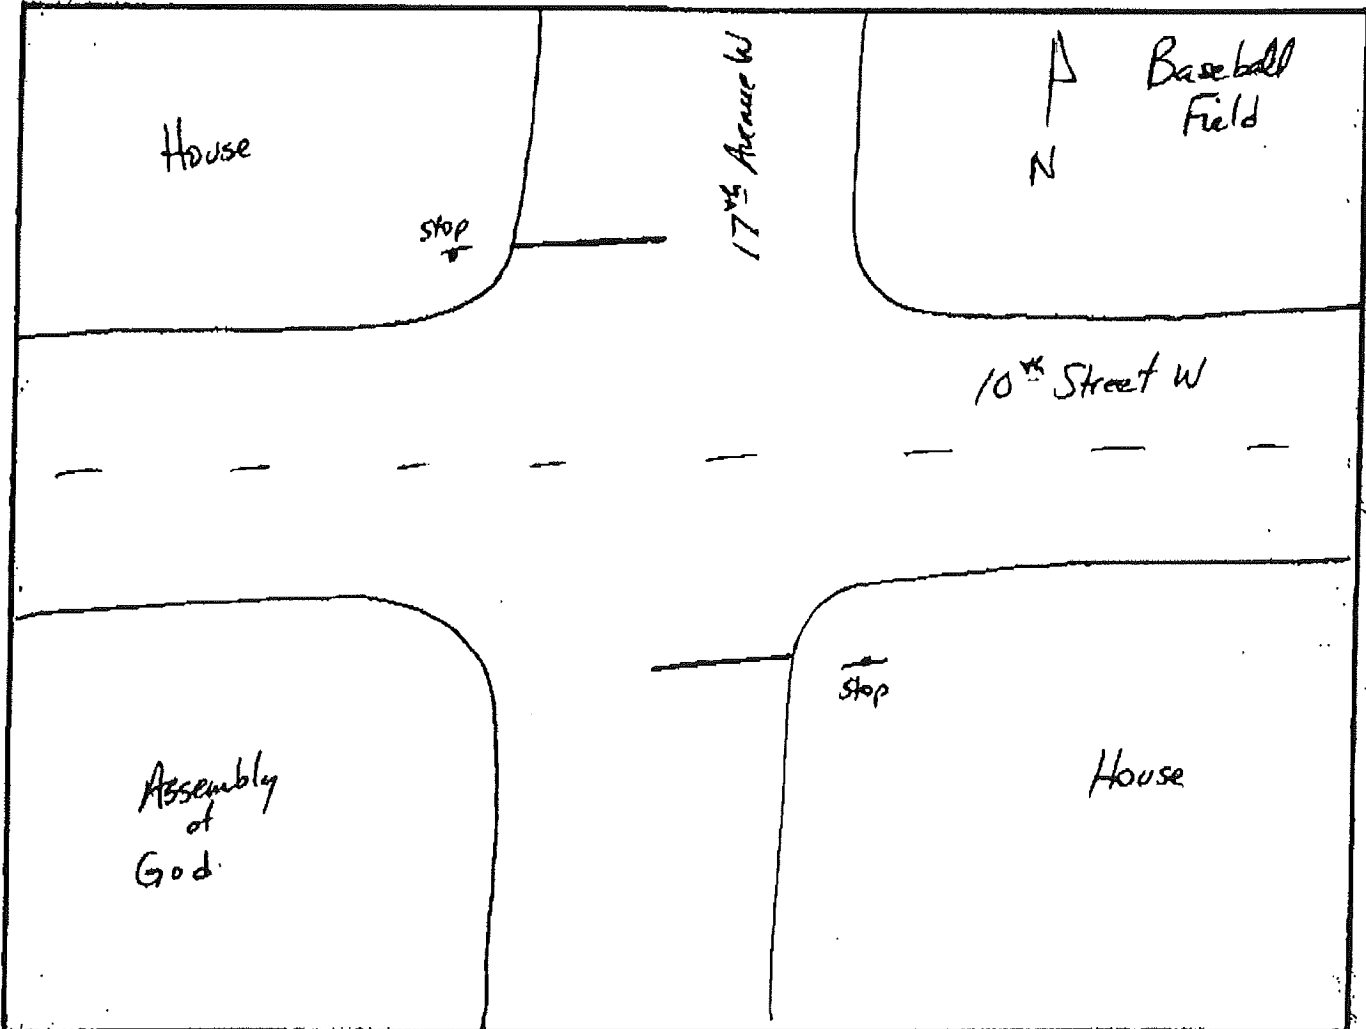 17th Avenue W
Baseball
Field
House
N
stop
10th Street W
stop
Assembly
of
God.
House